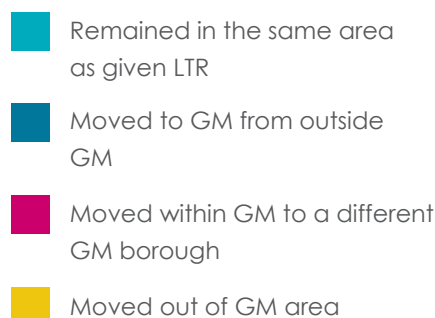 Remained in the same area
as given LTR
Moved to GM from outside
GM
Moved within GM to a different
GM borough
Moved out of GM area